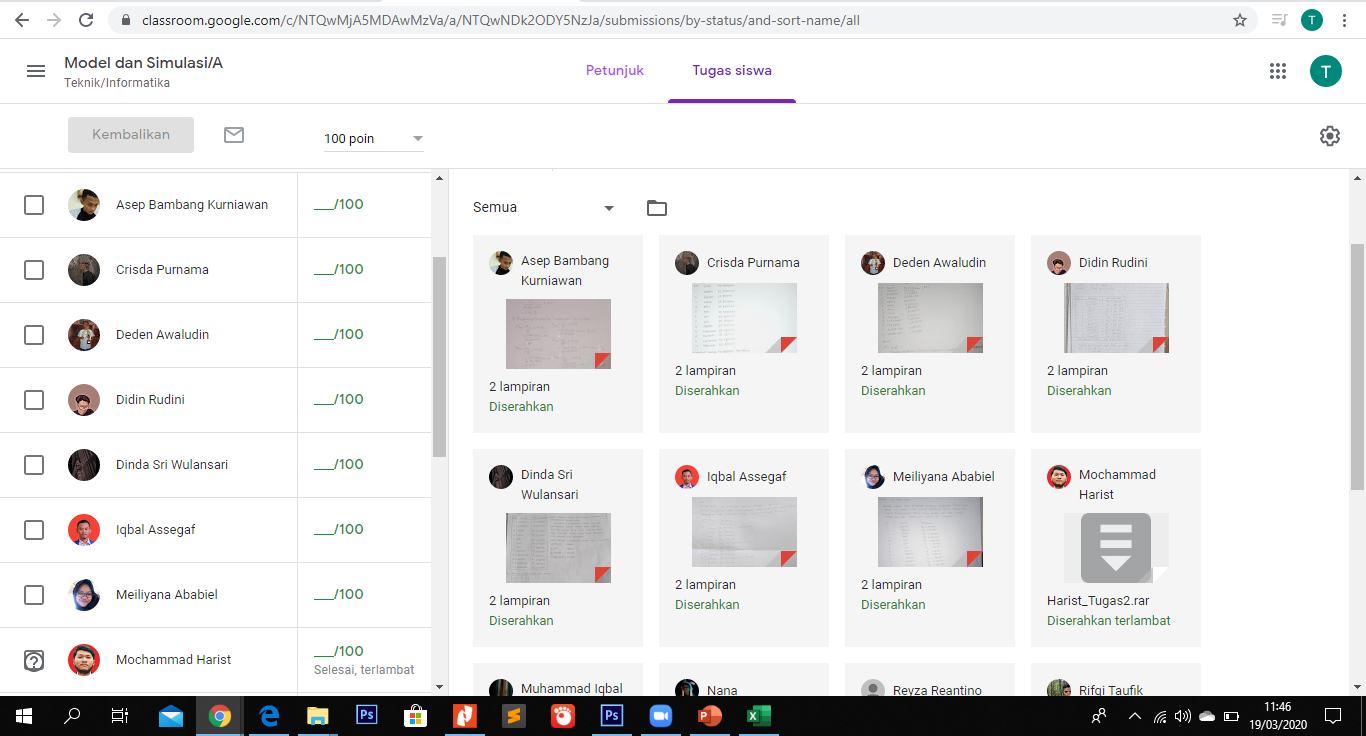 classroom.google.com/c/NTQwMjA5MDAwMzVa/a/NTQwNDk2ODY5NzJa/submissions/by-status/and-sort-name/all
T
Model dan Simulasi/A
Teknik/Informatika
Petunjuk
Tugas siswa
T
Kembalikan
100 poin
Asep Bambang Kurniawan
___/100
Crisda Purnama
___/100
Deden Awaludin
___/100
Didin Rudini
___/100
Dinda Sri Wulansari
___/100
Iqbal Assegaf
___/100
Meiliyana Ababiel
___/100
Mochammad Harist
___/100
Selesai, terlambat
Semua
Asep Bambang
Kurniawan
2 lampiran
Diserahkan
Crisda Purnama
2 lampiran
Diserahkan
Deden Awaludin
2 lampiran
Diserahkan
Didin Rudini
2 lampiran
Diserahkan
Dinda Sri
Wulansari
2 lampiran
Diserahkan
Iqbal Assegaf
2 lampiran
Diserahkan
Meiliyana Ababiel
2 lampiran
Diserahkan
Mochammad
Harist
Harist_Tugas2.rar
Diserahkan terlambat
Muhammad Iqbal
Nana
Reyza Reantino
Rifqi Taufik
Ps
Ps
11:46
19/03/2020